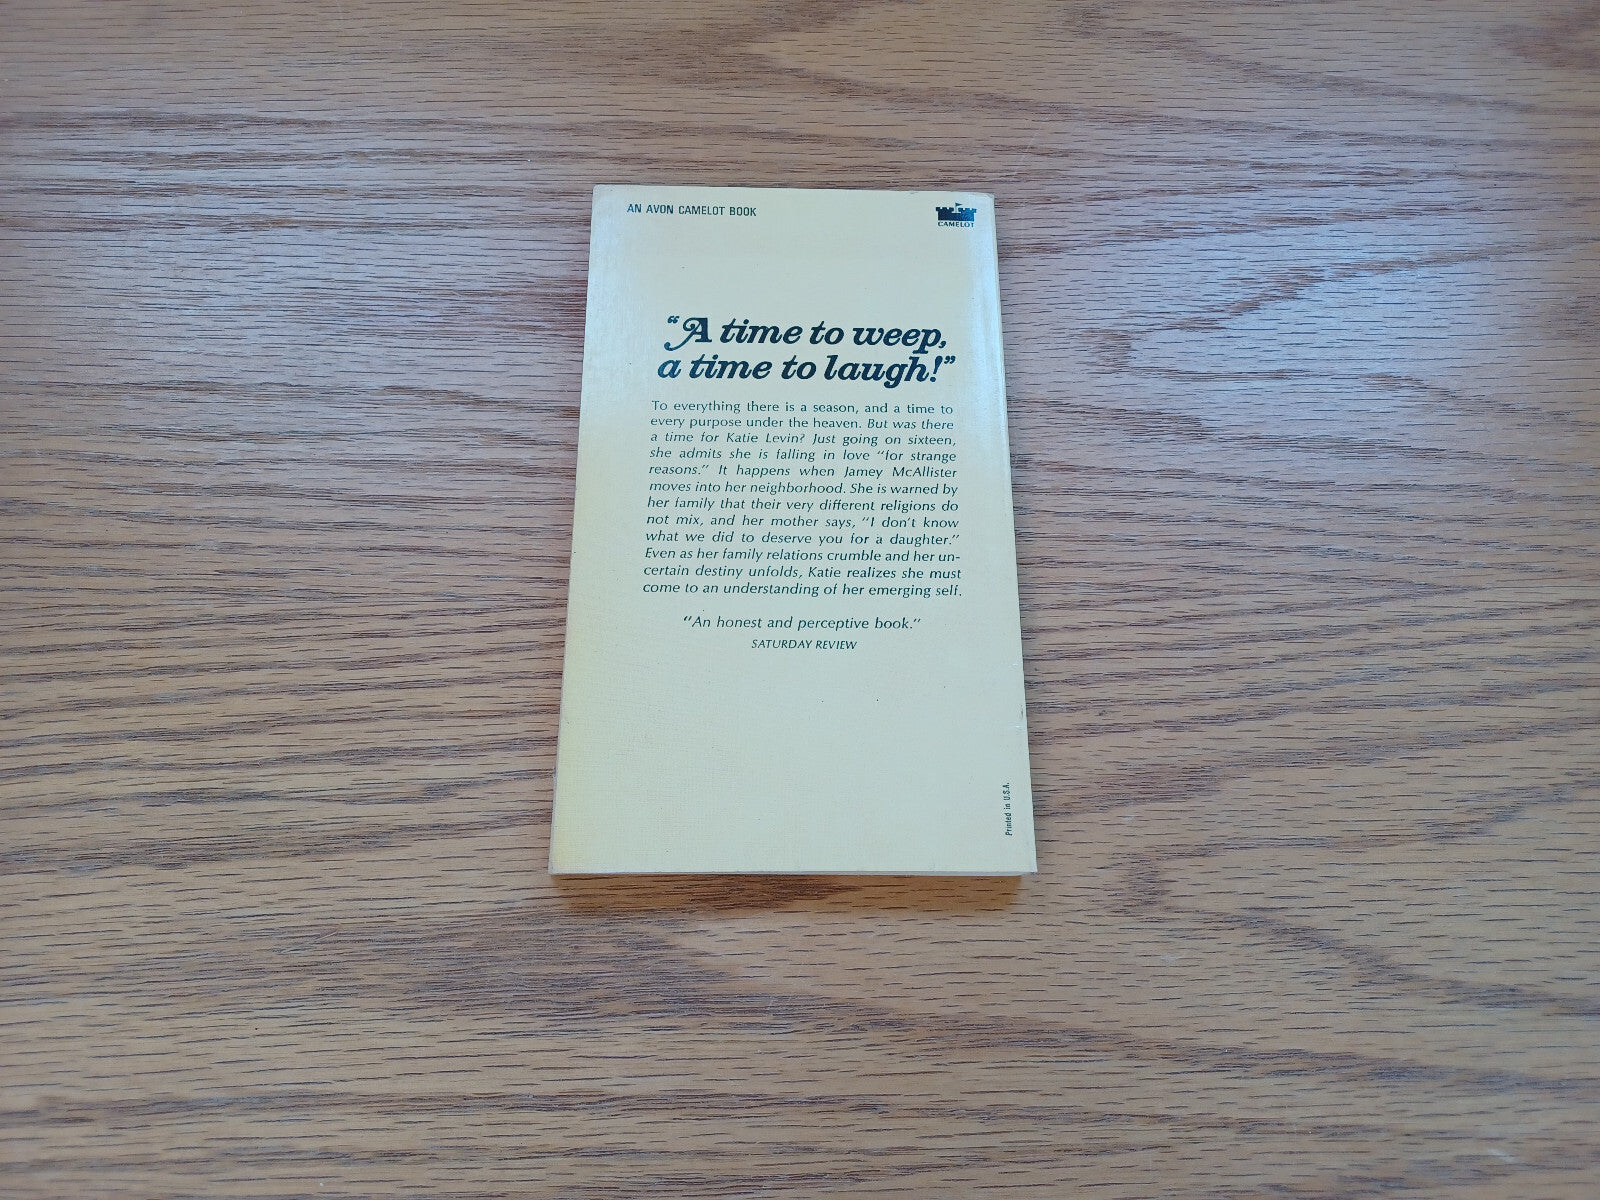 AN AVON CAMELOT BOOK
CAMELOT
“A time to weep,
a time to laugh!”
To everything there is a season, and a time to
every purpose under the heaven. But was there
a time for Katie Levin? Just going on sixteen,
she admits she is falling in love “for strange
reasons.” It happens when Jamey McAllister
moves into her neighborhood. She is warned by
her family that their very different religions do
not mix, and her mother says, “I don't know
what we did to deserve you for a daughter.”
Even as her family relations crumble and her un-
certain destiny unfolds, Katie realizes she must
come to an understanding of her emerging self.
“An honest and perceptive book.”
SATURDAY REVIEW
Printed in U.S.A.